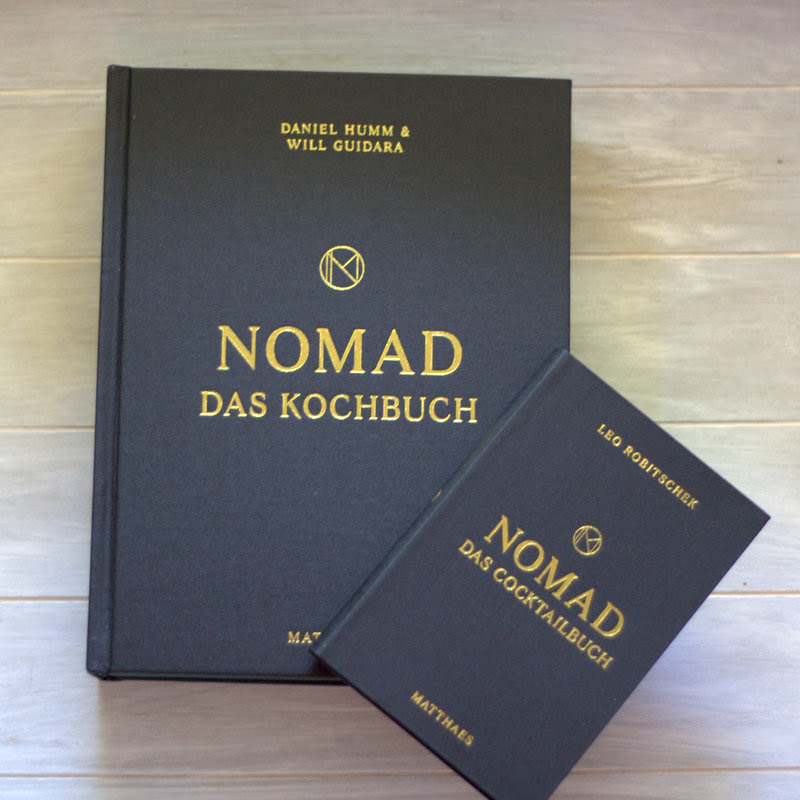 DANIEL HUMM &
WILL GUIDARA
NOMAD
DAS KOCHBUCH
LEO ROBITSCHEK
NOMAD
DAS COCKTAILBUCH
MATTHAES